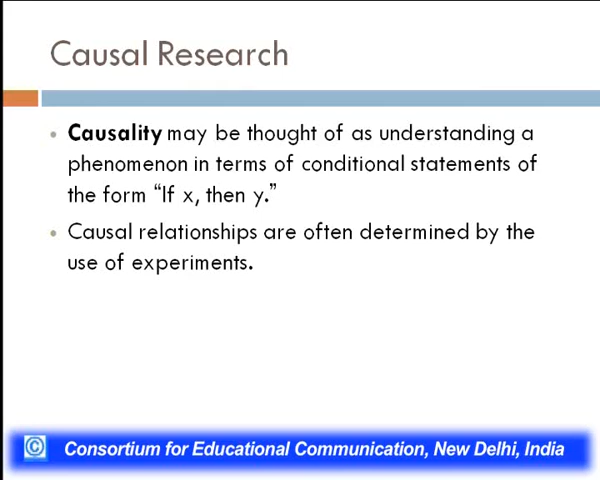 Causal Research
• Causality may be thought of as understanding a
phenomenon in terms of conditional statements of
the form “If x, then y.”
• Causal relationships are often determined by the
use of experiments.
© Consortium for Educational Communication, New Delhi, India